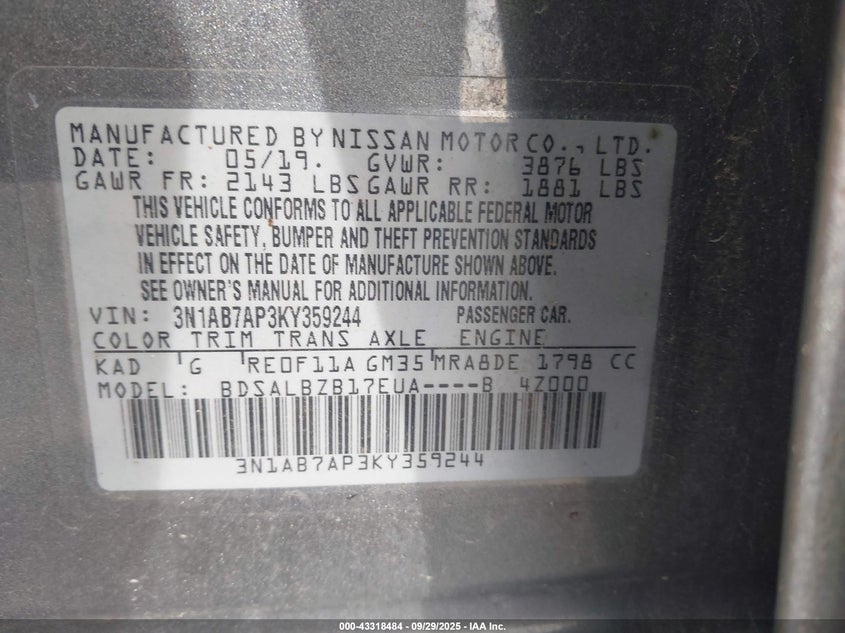 MANUFACTURED BY NISSAN MOTOR CO., LTD.
DATE: 05/19. GVWR: 3876 LBS
GAWR FR: 2143 LBS GAWR RR: 1881 LBS
THIS VEHICLE CONFORMS TO ALL APPLICABLE FEDERAL MOTOR
VEHICLE SAFETY, BUMPER AND THEFT PREVENTION STANDARDS
IN EFFECT ON THE DATE OF MANUFACTURE SHOWN ABOVE.
SEE OWNER'S MANUAL FOR ADDITIONAL INFORMATION.
VIN: 3N1AB7AP3KY359244 PASSENGER CAR.
COLOR TRIM TRANS AXLE ENGINE
KAD G RE0F11A GM35 MRA8DE 1798 CC
MODEL: BDSALBZB17EUA----B 4Z000
3N1AB7AP3KY359244
000-43318484 - 09/29/2025 - IAA Inc.